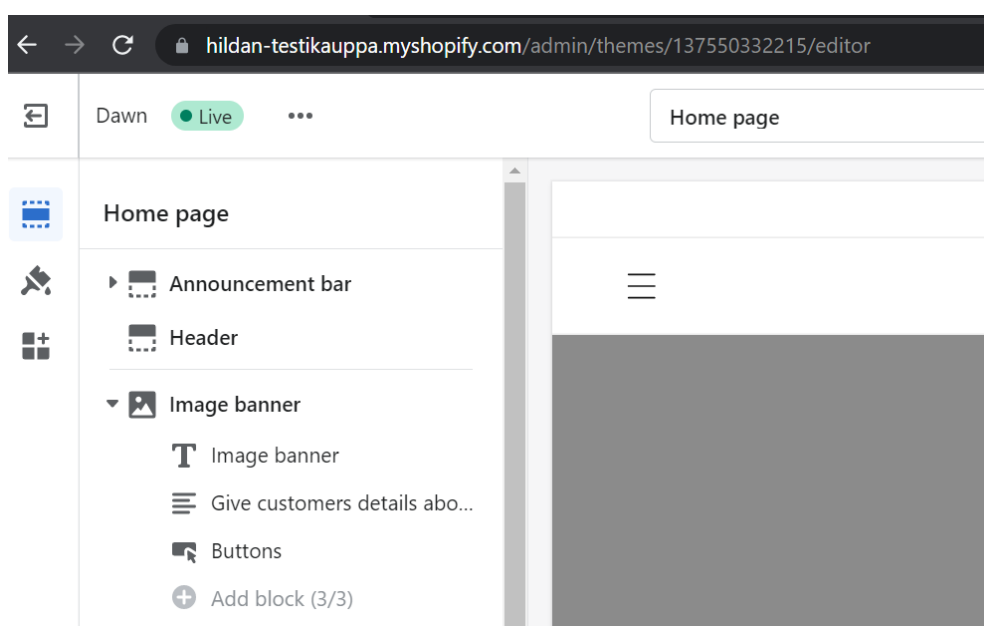 hildan-testikauppa.myshopify.com/admin/themes/137550332215/editor
Dawn Live Home page
Home page
Announcement bar
Header
Image banner
Image banner
Give customers details abo...
Buttons
Add block (3/3)